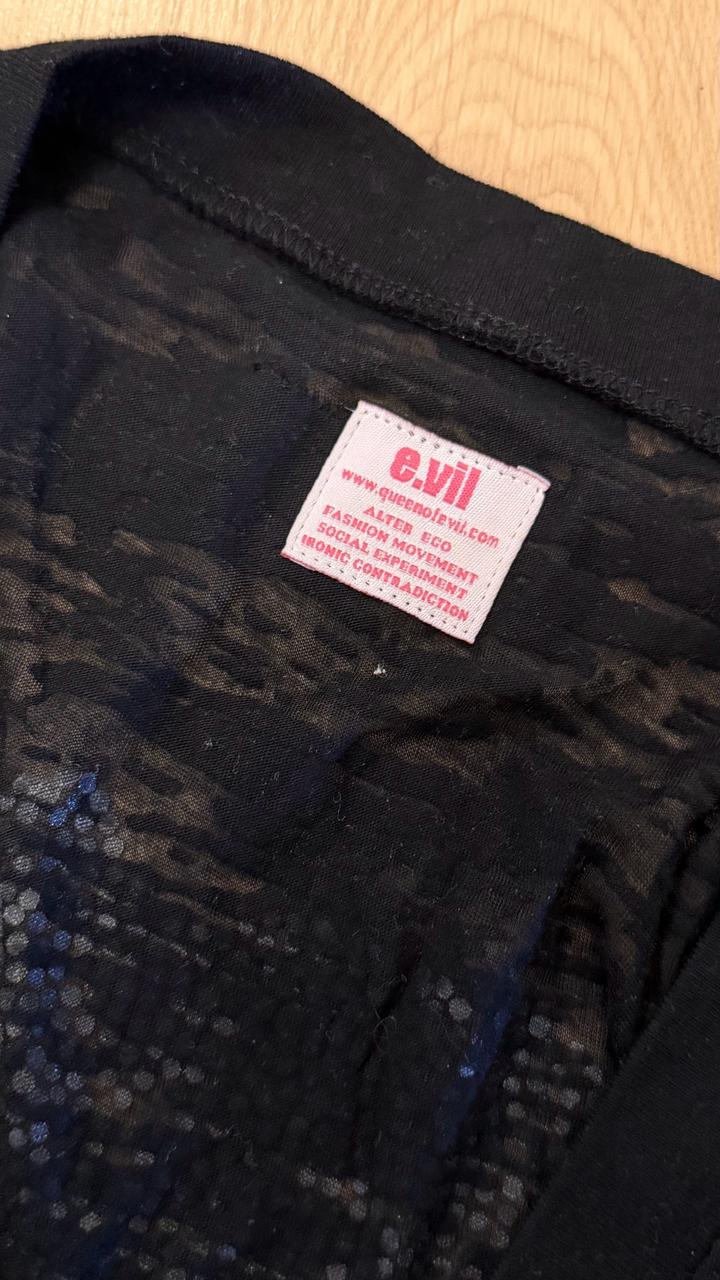 e.vil
www.queenofevil.com
ALTER EGO
FASHION MOVEMENT
SOCIAL EXPERIMENT
IRONIC CONTRADICTION